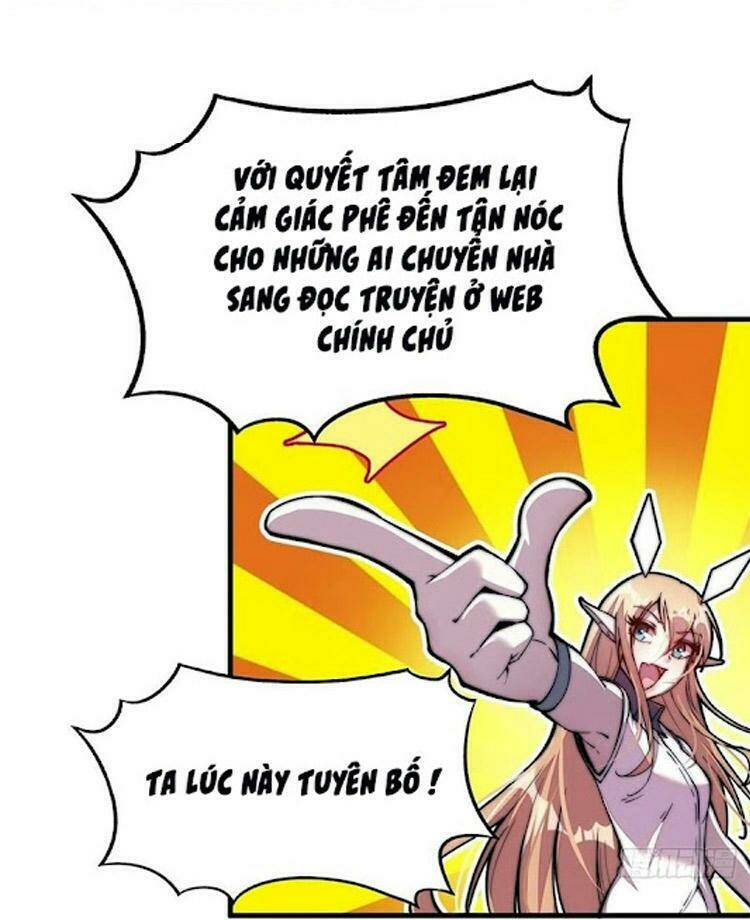 VỚI QUYẾT TÂM ĐEM LẠI
CẢM GIÁC PHÊ ĐẾN TẬN NÓC
CHO NHỮNG AI CHUYỂN NHÀ
SANG ĐỌC TRUYỆN Ở WEB
CHÍNH CHỦ
TA LÚC NÀY TUYÊN BỐ !